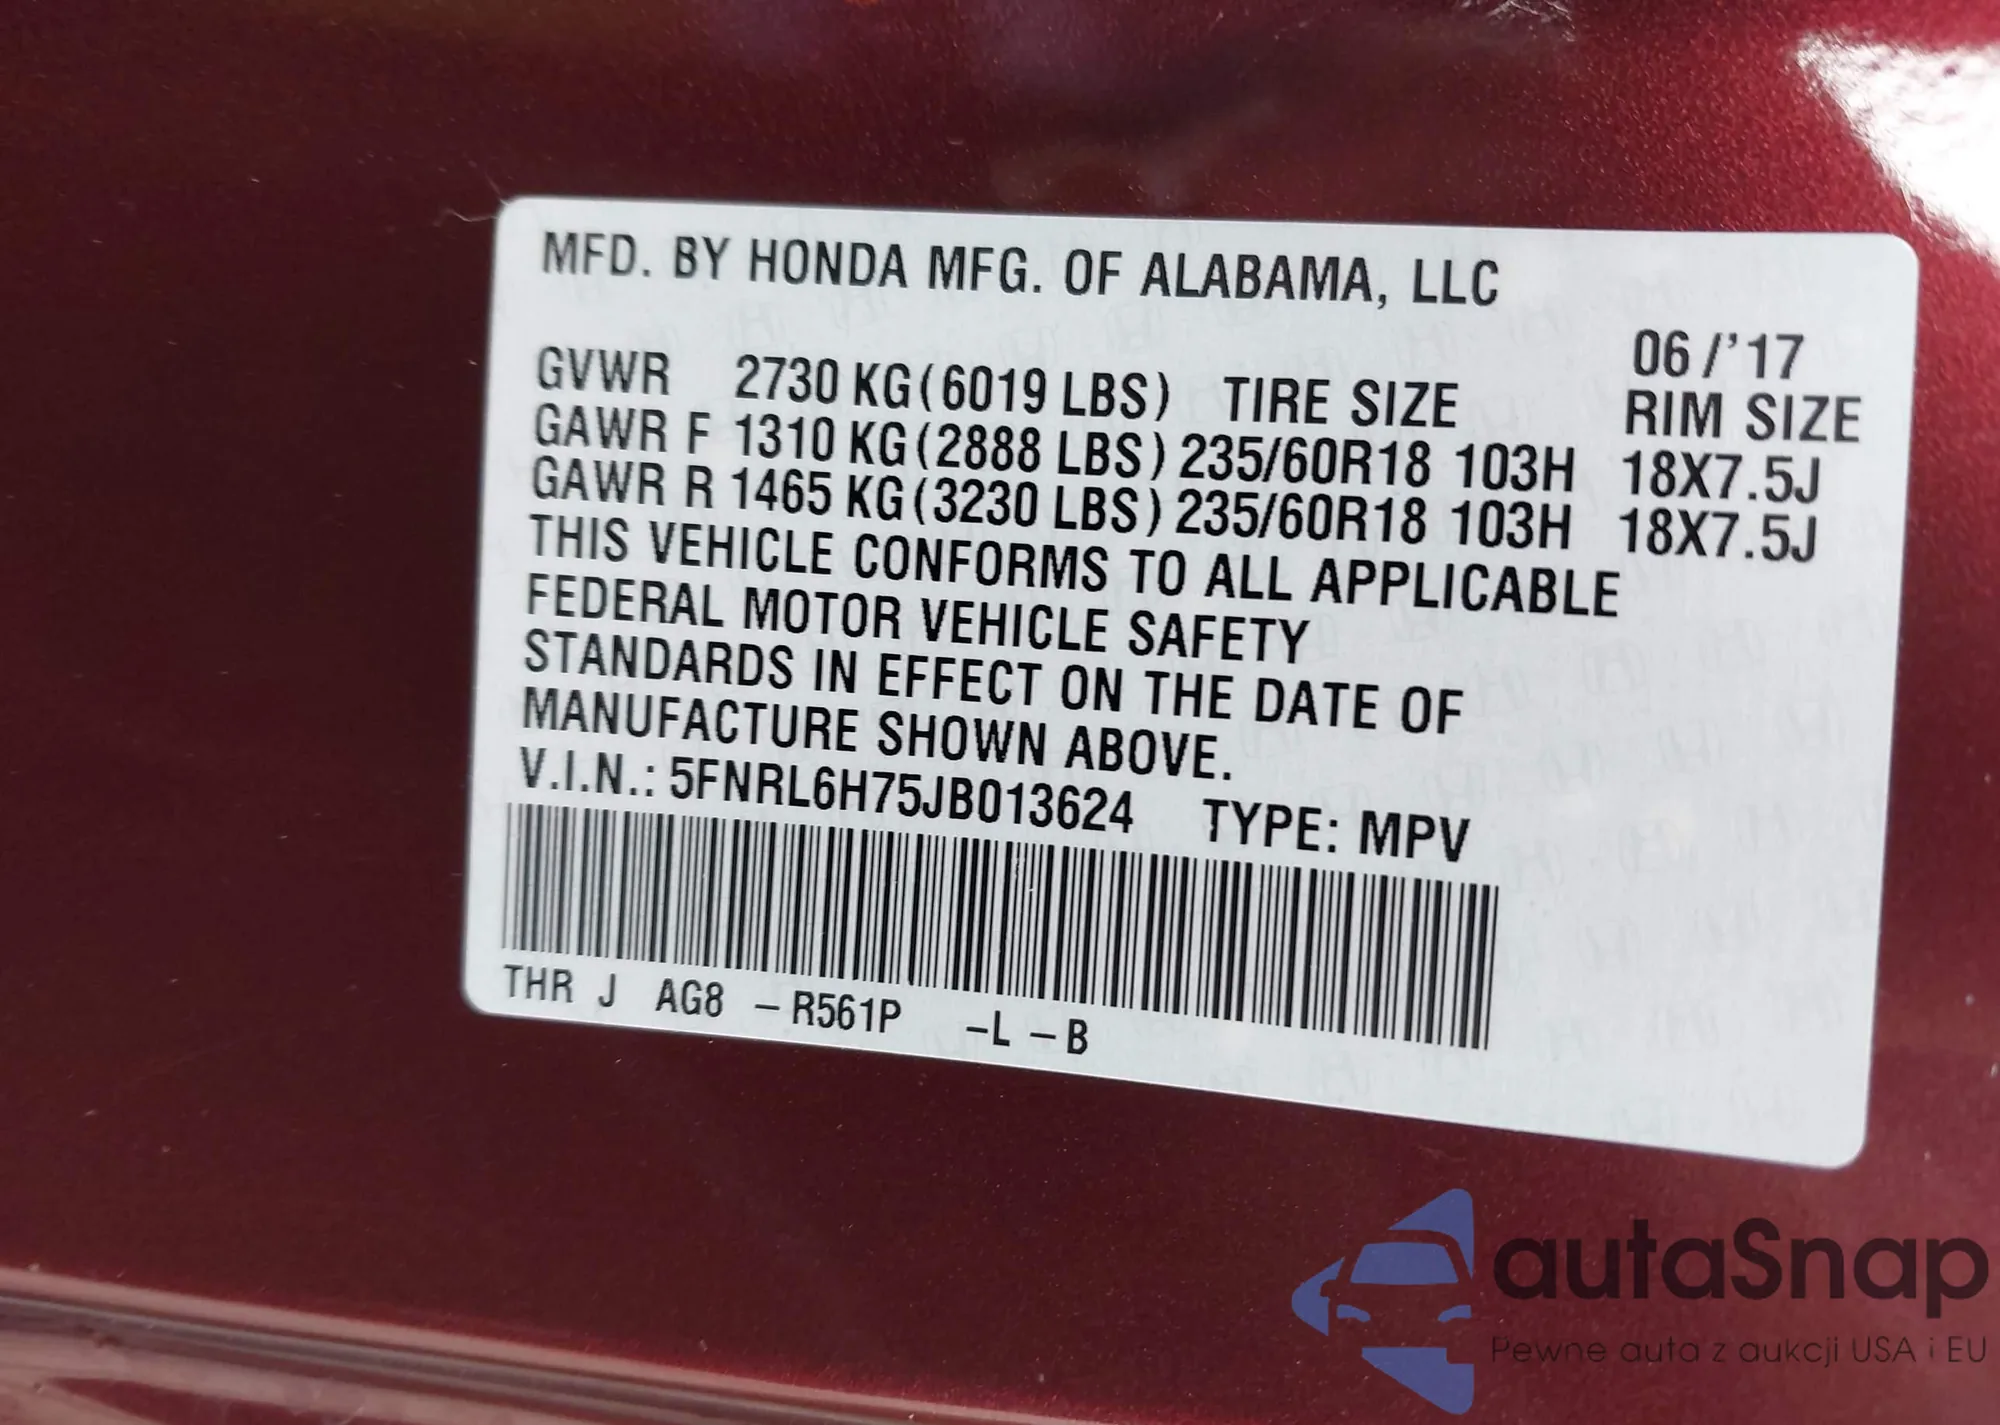 MFD. BY HONDA MFG. OF ALABAMA, LLC
06/'17
GVWR 2730 KG(6019 LBS) TIRE SIZE RIM SIZE
GAWR F 1310 KG(2888 LBS) 235/60R18 103H 18X7.5J
GAWR R 1465 KG(3230 LBS) 235/60R18 103H 18X7.5J
THIS VEHICLE CONFORMS TO ALL APPLICABLE
FEDERAL MOTOR VEHICLE SAFETY
STANDARDS IN EFFECT ON THE DATE OF
MANUFACTURE SHOWN ABOVE.
V.I.N.: 5FNRL6H75JB013624 TYPE: MPV
THR J AG8 -R561P -L -B
autaSnap
Pewne auta z aukcji USA i EU